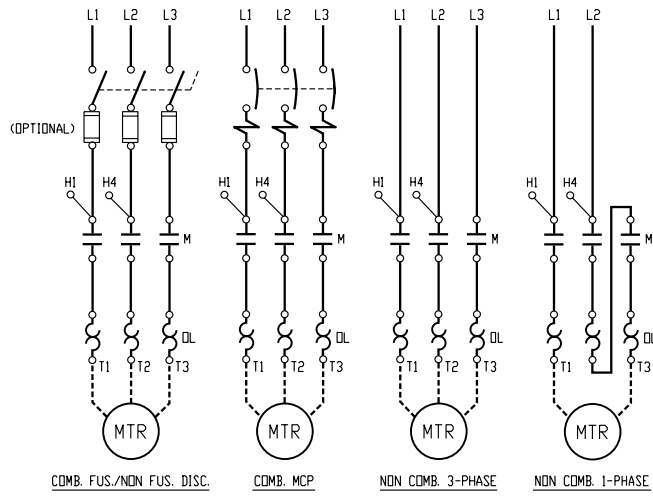 L1 L2 L3 L1 L2 L3 L1 L2 L3 L1 L2
(OPTIONAL)
H1 H4 H1 H4 H1 H4 H1 H4
M M M M
OL OL OL OL
T1 T2 T3 T1 T2 T3 T1 T2 T3 T1 T2 T3
MTR MTR MTR MTR
COMB. FUS./NON FUS. DISC. COMB. MCP NON COMB. 3-PHASE NON COMB. 1-PHASE